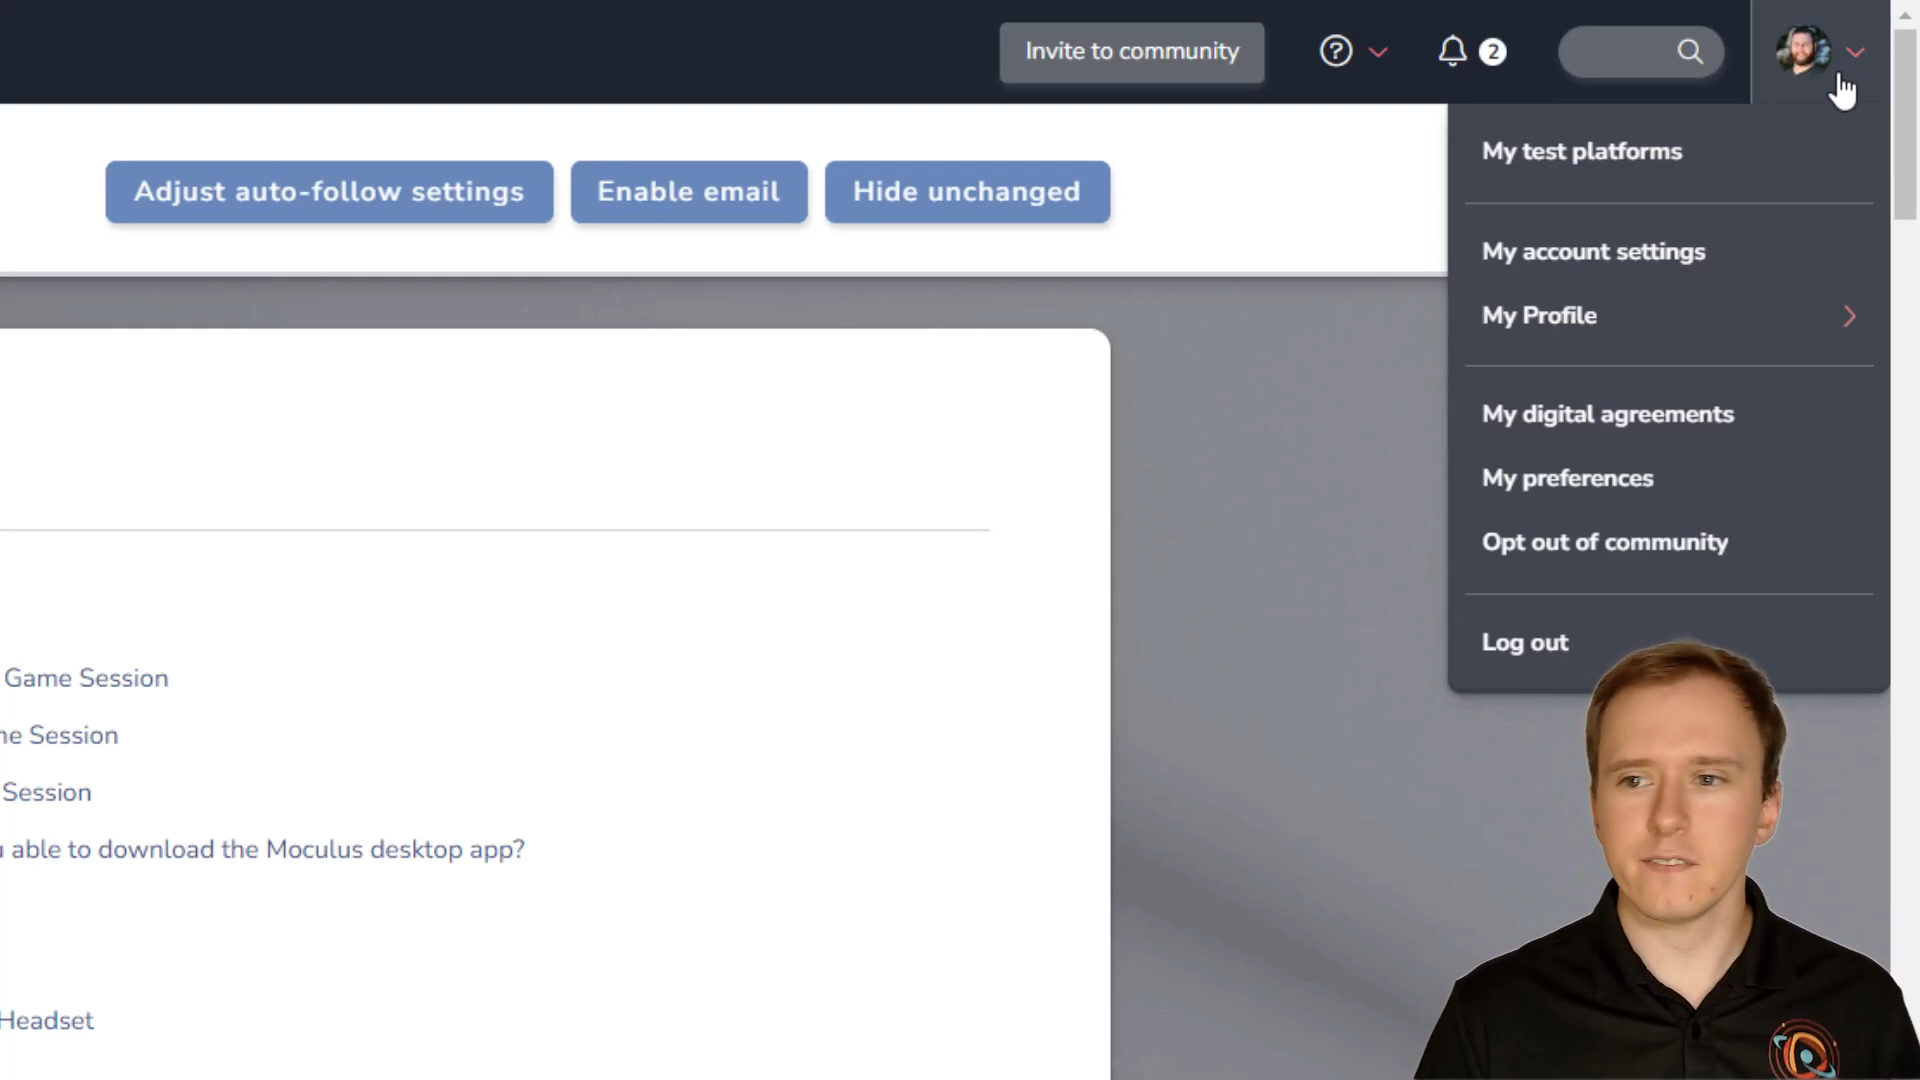 Invite to community
2
Adjust auto-follow settings
Enable email
Hide unchanged
My test platforms
My account settings
My Profile
My digital agreements
My preferences
Opt out of community
Log out
Game Session
Session
Session
able to download the Moculus desktop app?
Headset